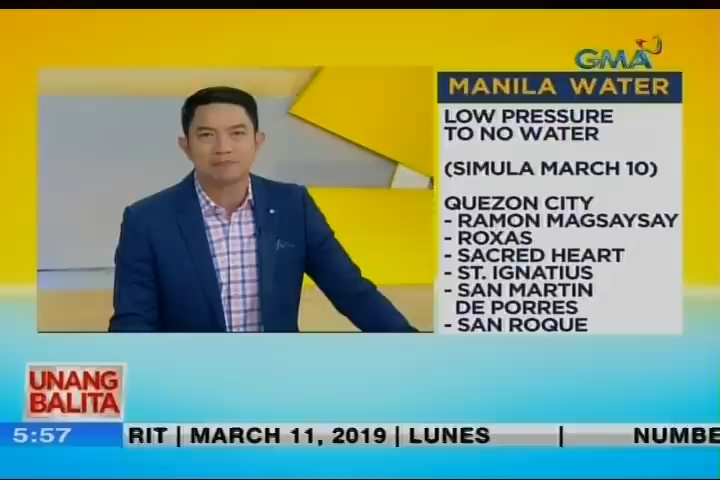 GMA
MANILA WATER
LOW PRESSURE
TO NO WATER
(SIMULA MARCH 10)
QUEZON CITY
- RAMON MAGSAYSAY
- ROXAS
- SACRED HEART
- ST. IGNATIUS
- SAN MARTIN
DE PORRES
- SAN ROQUE
UNANG
BALITA
5:57 RIT | MARCH 11, 2019 | LUNES | NUMBE